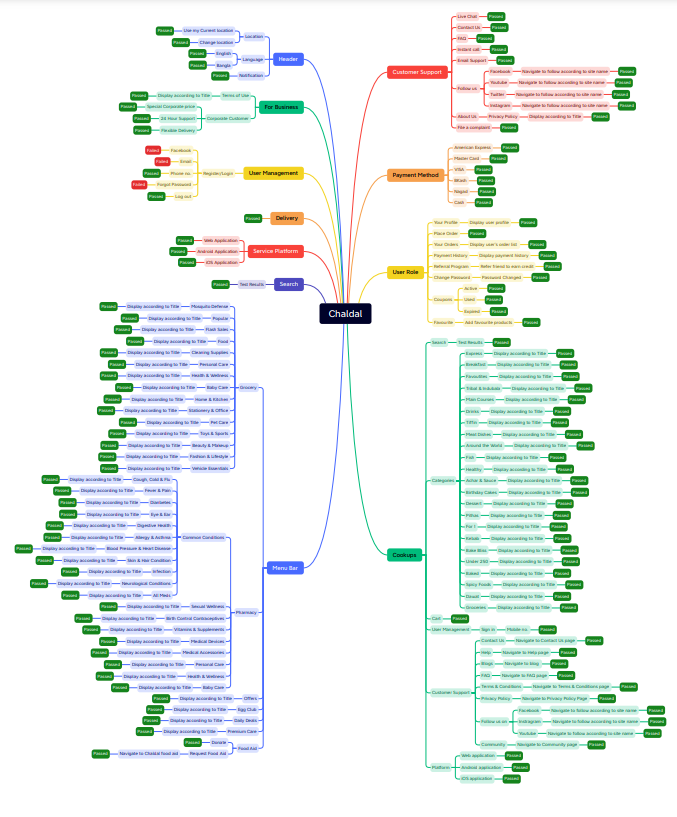 Chaldal
Header
Location
Use my Current location
Passed
Change location
Passed
Language
English
Passed
Bangla
Passed
Notification
Passed
For Business
Terms of Use
Display according to Title
Passed
Corporate Customer
Special Corporate price
Passed
24 Hour Support
Passed
Flexible Delivery
Passed
User Management
Register/Login
Facebook
Failed
Email
Failed
Phone no
Passed
Forgot Password
Failed
Log out
Passed
Delivery
Passed
Service Platform
Web Application
Passed
Android Application
Passed
iOS Application
Passed
Search
Test Results
Passed
Menu Bar
Grocery
Mosquito Defense
Display according to Title
Passed
Popular
Display according to Title
Passed
Flash Sales
Display according to Title
Passed
Food
Display according to Title
Passed
Cleaning Supplies
Display according to Title
Passed
Personal Care
Display according to Title
Passed
Health & Wellness
Display according to Title
Passed
Baby Care
Display according to Title
Passed
Home & Kitchen
Display according to Title
Passed
Stationery & Office
Display according to Title
Passed
Pet Care
Display according to Title
Passed
Toys & Sports
Display according to Title
Passed
Beauty & Makeup
Display according to Title
Passed
Fashion & Lifestyle
Display according to Title
Passed
Vehicle Essentials
Display according to Title
Passed
Pharmacy
Common Conditions
Cough, Cold & Flu
Display according to Title
Passed
Fever & Pain
Display according to Title
Passed
Diabetes
Display according to Title
Passed
Eye & Ear
Display according to Title
Passed
Digestive Health
Display according to Title
Passed
Allergy & Asthma
Display according to Title
Passed
Blood Pressure & Heart Disease
Display according to Title
Passed
Skin & Hair Condition
Display according to Title
Passed
Infection
Display according to Title
Passed
Neurological Conditions
Display according to Title
Passed
All Meds
Display according to Title
Passed
Sexual Wellness
Display according to Title
Passed
Birth Control Contraceptives
Display according to Title
Passed
Vitamins & Supplements
Display according to Title
Passed
Medical Devices
Display according to Title
Passed
Medical Accessories
Display according to Title
Passed
Personal Care
Display according to Title
Passed
Health & Wellness
Display according to Title
Passed
Baby Care
Display according to Title
Passed
Offers
Display according to Title
Passed
Egg Club
Display according to Title
Passed
Daily Deals
Display according to Title
Passed
Premium Care
Display according to Title
Passed
Food Aid
Donate
Passed
Request Food Aid
Navigate to Chaldal food aid
Passed
Customer Support
Live Chat
Passed
Contact Us
Passed
FAQ
Passed
Instant call
Passed
Email Support
Passed
Follow us
Facebook
Navigate to follow according to site name
Passed
Youtube
Navigate to follow according to site name
Passed
Twitter
Navigate to follow according to site name
Passed
Instagram
Navigate to follow according to site name
Passed
About Us
Privacy Policy
Display according to Title
Passed
File a complaint
Passed
Payment Method
American Express
Passed
Master Card
Passed
VISA
Passed
BKash
Passed
Nagad
Passed
Cash
Passed
User Role
Your Profile
Display user profile
Passed
Place Order
Passed
Your Orders
Display user's order list
Passed
Payment History
Display payment history
Passed
Referral Program
Refer friend to earn credit
Passed
Change Password
Password Changed
Passed
Coupons
Active
Passed
Used
Passed
Expired
Passed
Favourite
Add favourite products
Passed
Cookups
Search
Test Results
Passed
Categories
Express
Display according to Title
Passed
Breakfast
Display according to Title
Passed
Favourites
Display according to Title
Passed
Display according to Title
Passed
Main Courses
Display according to Title
Passed
Drinks
Display according to Title
Passed
Tiffin
Display according to Title
Passed
Meat Dishes
Display according to Title
Passed
Around the World
Display according to Title
Passed
Fish
Display according to Title
Passed
Healthy
Display according to Title
Passed
Achar & Sauce
Display according to Title
Passed
Birthday Cakes
Display according to Title
Passed
Dessert
Display according to Title
Passed
Pithas
Display according to Title
Passed
For 1
Display according to Title
Passed
Kebab
Display according to Title
Passed
Bake Bliss
Display according to Title
Passed
Under 250
Display according to Title
Passed
Baked
Display according to Title
Passed
Spicy Foods
Display according to Title
Passed
Dawat
Display according to Title
Passed
Groceries
Display according to Title
Passed
Cart
Passed
User Management
Sign in
Mobile no.
Passed
Customer Support
Contact Us
Navigate to Contact Us page
Passed
Help
Navigate to Help page
Passed
Blogs
Navigate to blog
Passed
FAQ
Navigate to FAQ page
Passed
Terms & Conditions
Navigate to Terms & Conditions page
Passed
Privacy Policy
Navigate to Privacy Policy Page
Passed
Follow us on
Facebook
Navigate to follow according to site name
Passed
Instragram
Navigate to follow according to site name
Passed
Youtube
Navigate to follow according to site name
Passed
Community
Navigate to Community page
Passed
Platform
Web application
Passed
Android application
Passed
iOS application
Passed